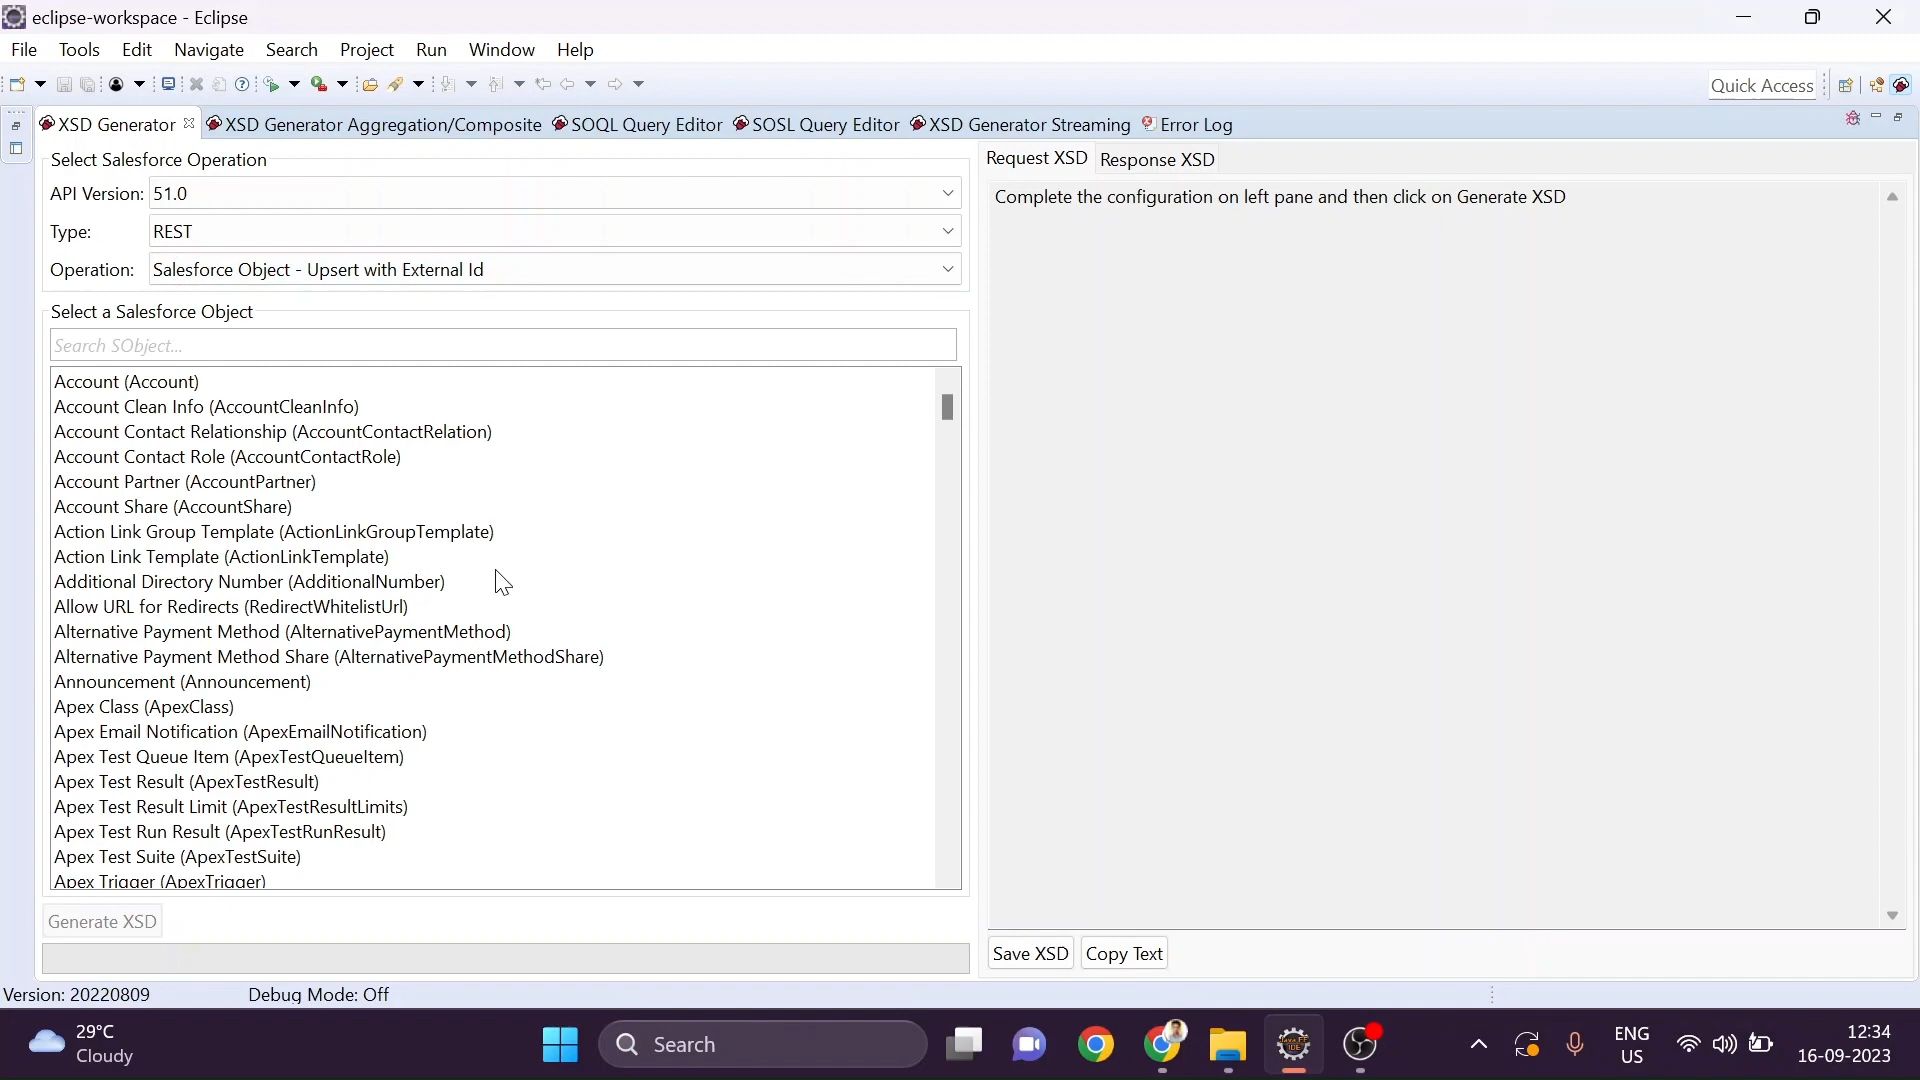 eclipse-workspace - Eclipse
File Tools Edit Navigate Search Project Run Window Help
Quick Access
XSD Generator XSD Generator Aggregation/Composite SOQL Query Editor SOSL Query Editor XSD Generator Streaming Error Log
Select Salesforce Operation
API Version: 51.0
Type: REST
Operation: Salesforce Object - Upsert with External Id
Select a Salesforce Object
Search SObject...
Account (Account)
Account Clean Info (AccountCleanInfo)
Account Contact Relationship (AccountContactRelation)
Account Contact Role (AccountContactRole)
Account Partner (AccountPartner)
Account Share (AccountShare)
Action Link Group Template (ActionLinkGroupTemplate)
Action Link Template (ActionLinkTemplate)
Additional Directory Number (AdditionalNumber)
Allow URL for Redirects (RedirectWhitelistUrl)
Alternative Payment Method (AlternativePaymentMethod)
Alternative Payment Method Share (AlternativePaymentMethodShare)
Announcement (Announcement)
Apex Class (ApexClass)
Apex Email Notification (ApexEmailNotification)
Apex Test Queue Item (ApexTestQueueItem)
Apex Test Result (ApexTestResult)
Apex Test Result Limit (ApexTestResultLimits)
Apex Test Run Result (ApexTestRunResult)
Apex Test Suite (ApexTestSuite)
Apex Trigger (ApexTrigger)
Generate XSD
Request XSD Response XSD
Complete the configuration on left pane and then click on Generate XSD
Save XSD Copy Text
Version: 20220809 Debug Mode: Off
29°C
Cloudy
Search
JAVA EE
IDE
ENG
US
12:34
16-09-2023